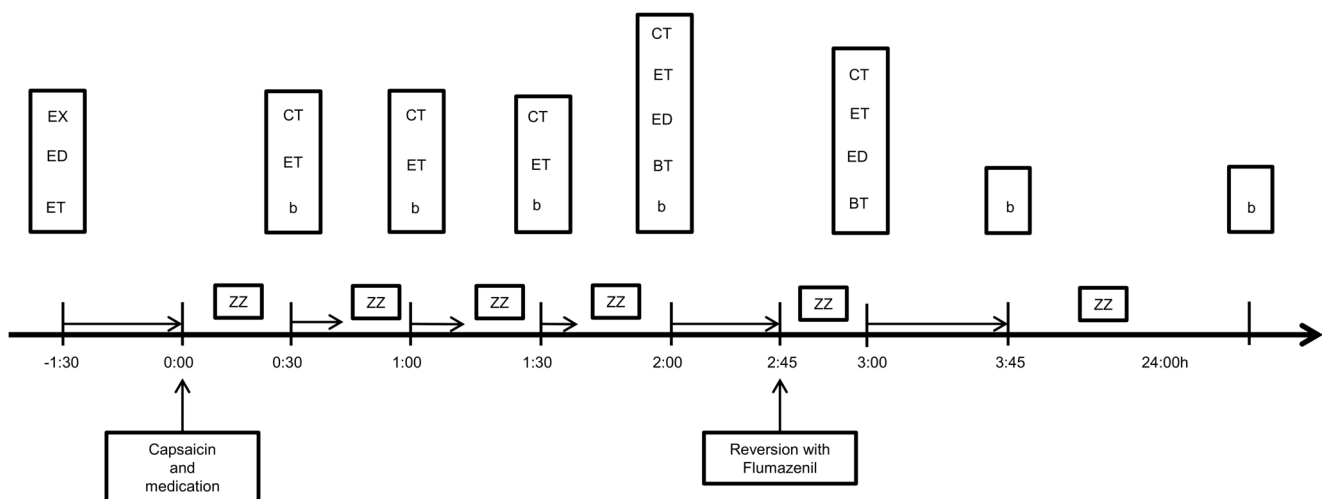 EX
ED
ET
CT
ET
b
CT
ET
b
CT
ET
b
CT
ET
ED
BT
b
CT
ET
ED
BT
b
b
ZZ
ZZ
ZZ
ZZ
ZZ
ZZ
-1:30
0:00
0:30
1:00
1:30
2:00
2:45
3:00
3:45
24:00h
Capsaicin
and
medication
Reversion with
Flumazenil